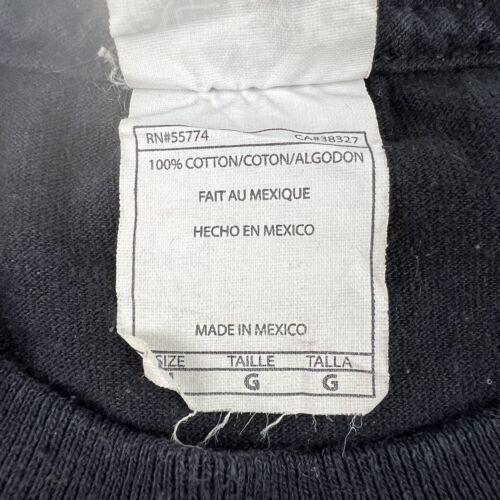 RN#55774 CA#38327
100% COTTON/COTON/ALGODON
FAIT AU MEXIQUE
HECHO EN MEXICO
MADE IN MEXICO
SIZE TAILLE TALLA
G G